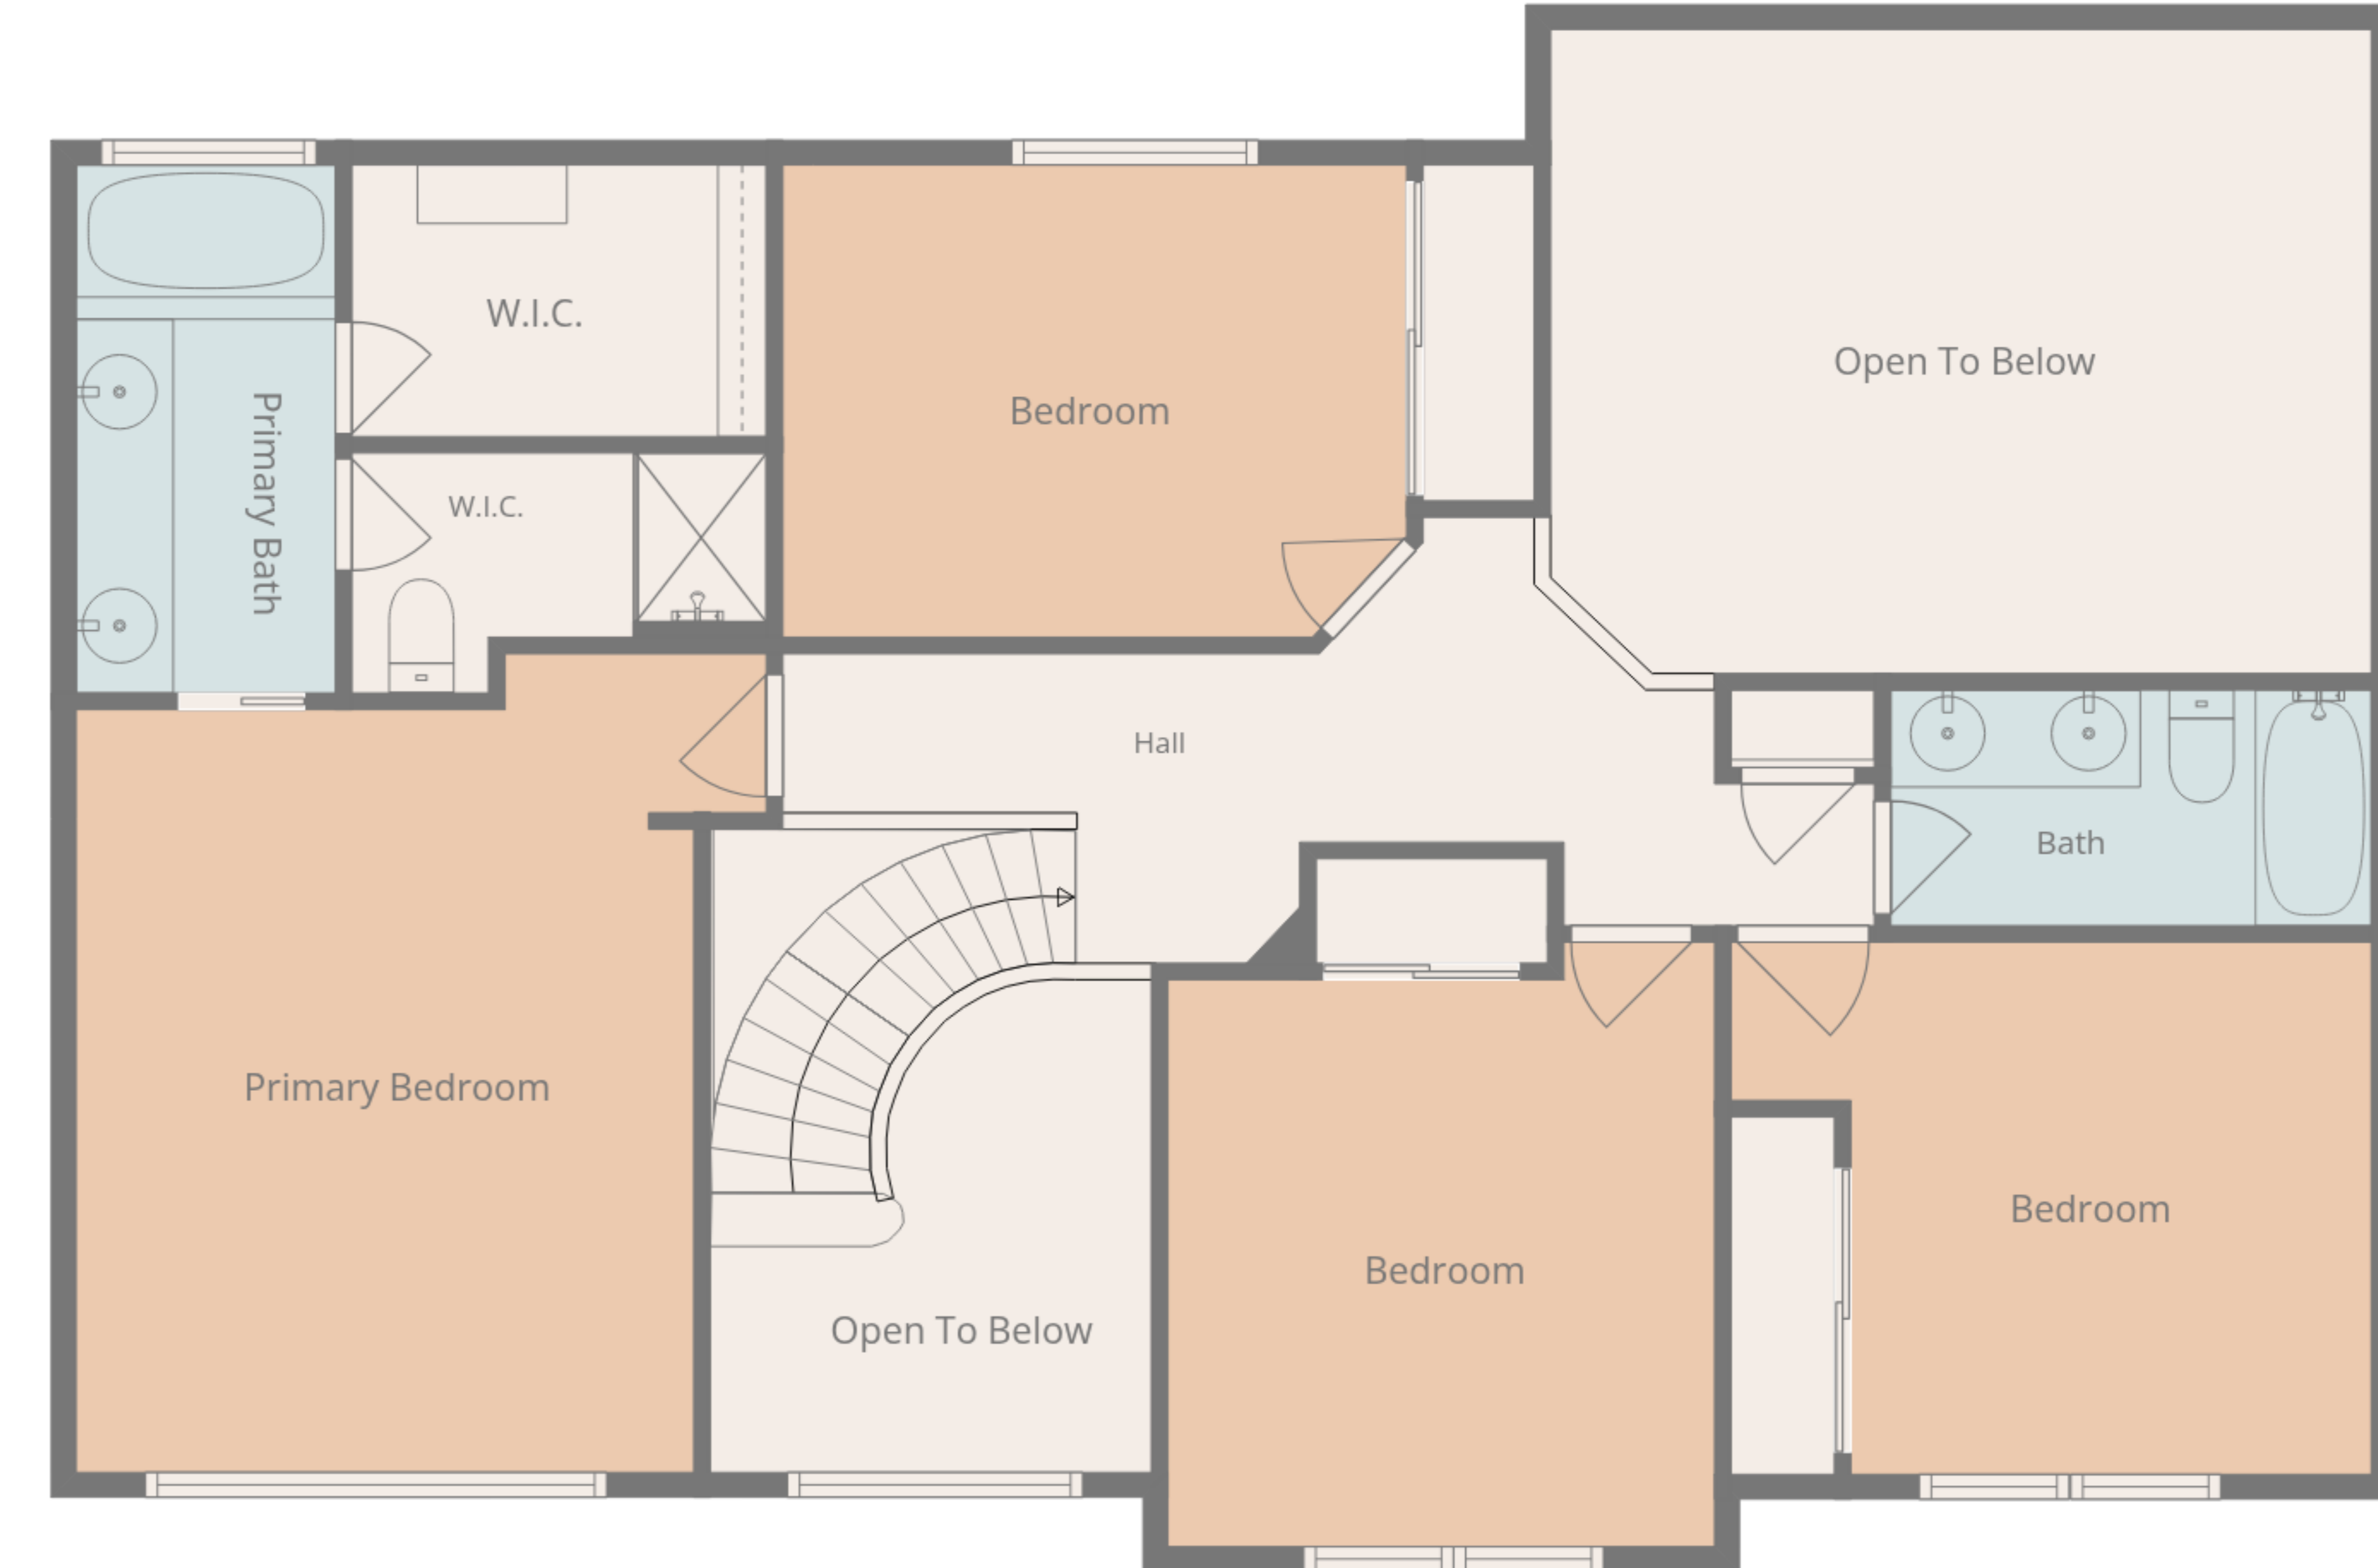 W.I.C.
Open To Below
Bedroom
Primary Bath
W.I.C.
Hall
Bath
Primary Bedroom
Bedroom
Bedroom
Open To Below